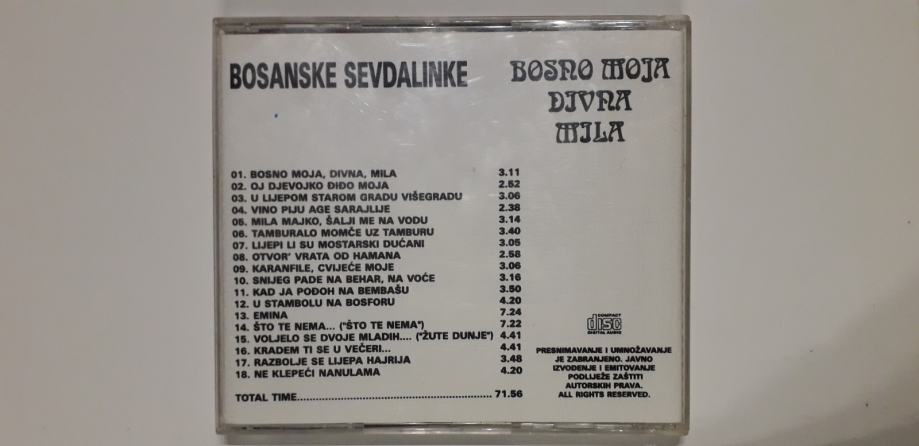 BOSANSKE SEVDALINKE
BOSNO MOJA
DIVNA
MILA
01. BOSNO MOJA, DIVNA, MILA 3.11
02. OJ DJEVOJKO ĐIĐO MOJA 2.52
03. U LIJEPOM STAROM GRADU VIŠEGRADU 3.06
04. VINO PIJU AGE SARAJLIJE 2.38
05. MILA MAJKO, ŠALJI ME NA VODU 3.14
06. TAMBURALO MOMČE UZ TAMBURU 3.40
07. LIJEPI LI SU MOSTARSKI DUĆANI 3.05
08. OTVOR' VRATA OD HAMANA 2.58
09. KARANFILE, CVIJEĆE MOJE 3.06
10. SNIJEG PADE NA BEHAR, NA VOĆE 3.16
11. KAD JA POĐOH NA BEMBAŠU 3.50
12. U STAMBOLU NA BOSFORU 4.20
13. EMINA 7.24
14. ŠTO TE NEMA... ("ŠTO TE NEMA") 7.22
15. VOLJELO SE DVOJE MLADIH.... ("ŽUTE DUNJE") 4.41
16. KRADEM TI SE U VEČERI... 4.41
17. RAZBOLJE SE LIJEPA HAJRIJA 3.48
18. NE KLEPEĆI NANULAMA 4.20
TOTAL TIME.................................................. 71.56
COMPACT
disc
DIGITAL AUDIO
PRESNIMAVANJE I UMNOŽAVANJE
JE ZABRANJENO. JAVNO
IZVOĐENJE I EMITOVANJE
PODLIJEŽE ZAŠTITI
AUTORSKIH PRAVA.
ALL RIGHTS RESERVED.